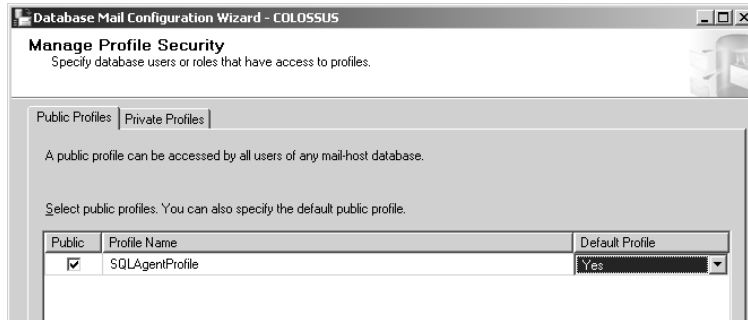 Database Mail Configuration Wizard - COLOSSUS
Manage Profile Security
Specify database users or roles that have access to profiles.
Public Profiles Private Profiles
A public profile can be accessed by all users of any mail-host database.
Select public profiles. You can also specify the default public profile.
Public Profile Name Default Profile
SQLAgentProfile Yes